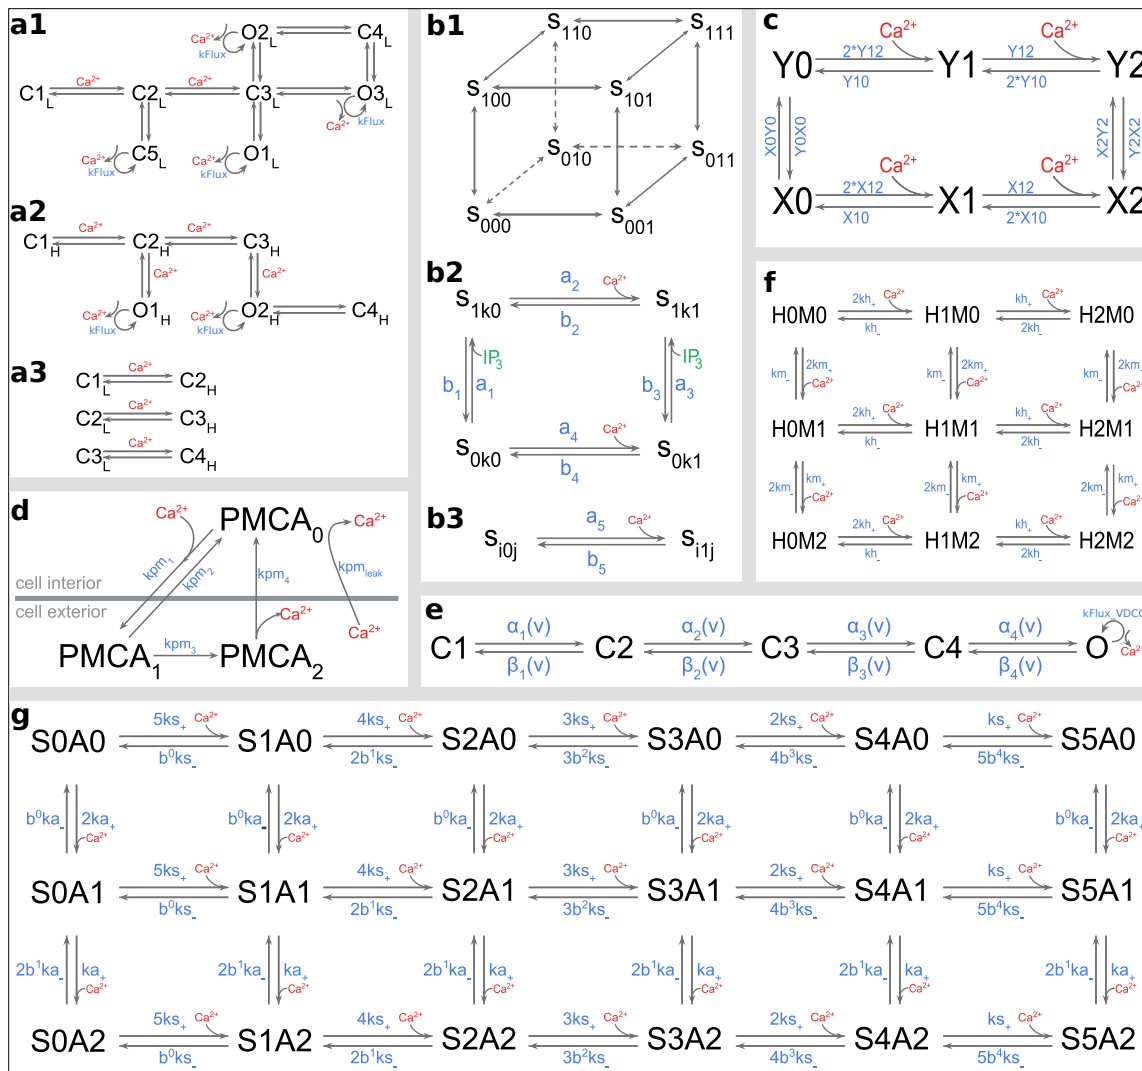 a1
O2L C4L
Ca²⁺
kFlux
Ca²⁺ Ca²⁺
C1L C2L C3L O3L
Ca²⁺ kFlux
Ca²⁺ C5L Ca²⁺ O1L
kFlux kFlux
a2
Ca²⁺ Ca²⁺
C1H C2H C3H
Ca²⁺ Ca²⁺
Ca²⁺ O1H Ca²⁺ O2H C4H
kFlux kFlux
a3
Ca²⁺
C1L C2H
Ca²⁺
C2L C3H
Ca²⁺
C3L C4H
b1
S110 S111
S100 S101
S010 S011
S000 S001
b2
a2 Ca²⁺
S1k0 S1k1
b2
IP3 IP3
b1 a1 b3 a3
a4 Ca²⁺
S0k0 S0k1
b4
b3
a5 Ca²⁺
Si0j Si1j
b5
c
Ca²⁺ Ca²⁺
2*Y12 Y12
Y0 Y1 Y2
Y10 2*Y10
X0Y0 Y0X0 X2Y2 Y2X2
Ca²⁺ Ca²⁺
2*X12 X12
X0 X1 X2
X10 2*X10
d
Ca²⁺ PMCA0 Ca²⁺
kpm1 kpm2 kpm4 kpmleak
cell interior
cell exterior
Ca²⁺ Ca²⁺
PMCA1 kpm3 PMCA2
f
2kh+ Ca²⁺ kh+ Ca²⁺
H0M0 H1M0 H2M0
kh- 2kh-
km- 2km+ km- 2km+ km- 2km+
Ca²⁺ Ca²⁺ Ca²⁺
2kh+ Ca²⁺ kh+ Ca²⁺
H0M1 H1M1 H2M1
kh- 2kh-
2km- km+ 2km- km+ 2km- km+
Ca²⁺ Ca²⁺ Ca²⁺
2kh+ Ca²⁺ kh+ Ca²⁺
H0M2 H1M2 H2M2
kh- 2kh-
e
α1(v) α2(v) α3(v) α4(v) kFlux_VDCC
C1 C2 C3 C4 O Ca²⁺
β1(v) β2(v) β3(v) β4(v)
g
5ks+ Ca²⁺ 4ks+ Ca²⁺ 3ks+ Ca²⁺ 2ks+ Ca²⁺ ks+ Ca²⁺
S0A0 S1A0 S2A0 S3A0 S4A0 S5A0
b⁰ks- 2b¹ks- 3b²ks- 4b³ks- 5b⁴ks-
b⁰ka- 2ka+ b⁰ka- 2ka+ b⁰ka- 2ka+ b⁰ka- 2ka+ b⁰ka- 2ka+ b⁰ka- 2ka+
Ca²⁺ Ca²⁺ Ca²⁺ Ca²⁺ Ca²⁺ Ca²⁺
5ks+ Ca²⁺ 4ks+ Ca²⁺ 3ks+ Ca²⁺ 2ks+ Ca²⁺ ks+ Ca²⁺
S0A1 S1A1 S2A1 S3A1 S4A1 S5A1
b⁰ks- 2b¹ks- 3b²ks- 4b³ks- 5b⁴ks-
2b¹ka- ka+ 2b¹ka- ka+ 2b¹ka- ka+ 2b¹ka- ka+ 2b¹ka- ka+ 2b¹ka- ka+
Ca²⁺ Ca²⁺ Ca²⁺ Ca²⁺ Ca²⁺ Ca²⁺
5ks+ Ca²⁺ 4ks+ Ca²⁺ 3ks+ Ca²⁺ 2ks+ Ca²⁺ ks+ Ca²⁺
S0A2 S1A2 S2A2 S3A2 S4A2 S5A2
b⁰ks- 2b¹ks- 3b²ks- 4b³ks- 5b⁴ks-